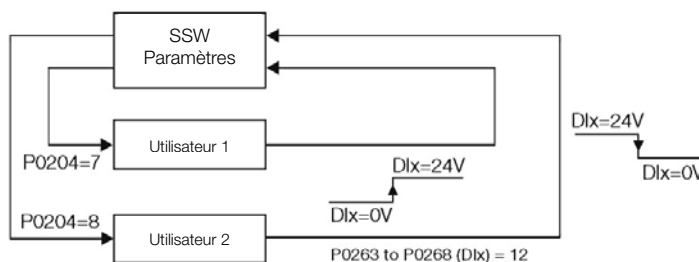 SSW
Paramètres
Utilisateur 1
P0204=7
DIx=24V
DIx=0V
DIx=24V
DIx=0V
P0204=8
Utilisateur 2
P0263 to P0268 (DIx) = 12